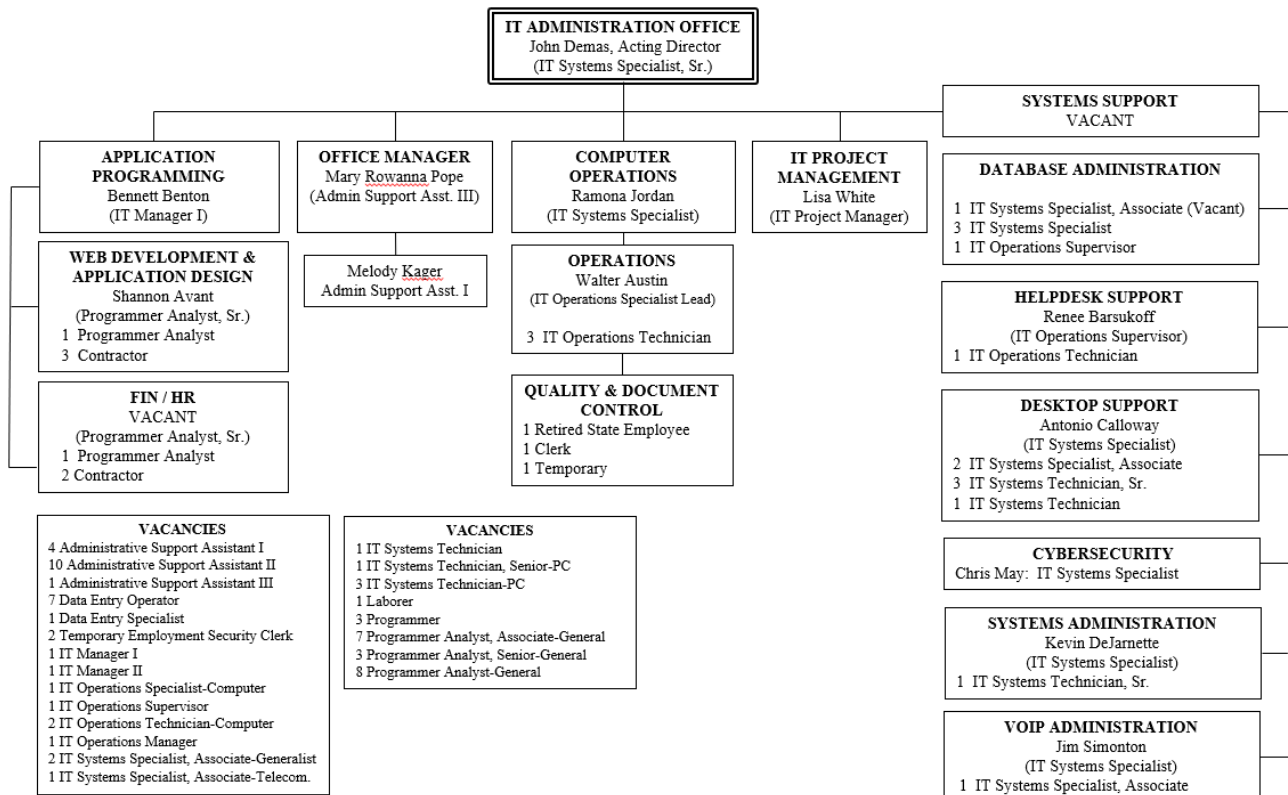 IT ADMINISTRATION OFFICE
John Demas, Acting Director
(IT Systems Specialist, Sr.)
APPLICATION
PROGRAMMING
Bennett Benton
(IT Manager I)
WEB DEVELOPMENT &
APPLICATION DESIGN
Shannon Avant
(Programmer Analyst, Sr.)
1 Programmer Analyst
3 Contractor
FIN / HR
VACANT
(Programmer Analyst, Sr.)
1 Programmer Analyst
2 Contractor
OFFICE MANAGER
Mary Rowanna Pope
(Admin Support Asst. III)
Melody Kager
Admin Support Asst. I
COMPUTER
OPERATIONS
Ramona Jordan
(IT Systems Specialist)
OPERATIONS
Walter Austin
(IT Operations Specialist Lead)
3 IT Operations Technician
QUALITY & DOCUMENT
CONTROL
1 Retired State Employee
1 Clerk
1 Temporary
IT PROJECT
MANAGEMENT
Lisa White
(IT Project Manager)
SYSTEMS SUPPORT
VACANT
DATABASE ADMINISTRATION
1 IT Systems Specialist, Associate (Vacant)
3 IT Systems Specialist
1 IT Operations Supervisor
HELPDESK SUPPORT
Renee Barsukoff
(IT Operations Supervisor)
1 IT Operations Technician
DESKTOP SUPPORT
Antonio Calloway
(IT Systems Specialist)
2 IT Systems Specialist, Associate
3 IT Systems Technician, Sr.
1 IT Systems Technician
CYBERSECURITY
Chris May: IT Systems Specialist
SYSTEMS ADMINISTRATION
Kevin DeJarnette
(IT Systems Specialist)
1 IT Systems Technician, Sr.
VOIP ADMINISTRATION
Jim Simonton
(IT Systems Specialist)
1 IT Systems Specialist, Associate
VACANCIES
4 Administrative Support Assistant I
10 Administrative Support Assistant II
1 Administrative Support Assistant III
7 Data Entry Operator
1 Data Entry Specialist
2 Temporary Employment Security Clerk
1 IT Manager I
1 IT Manager II
1 IT Operations Specialist-Computer
1 IT Operations Supervisor
2 IT Operations Technician-Computer
1 IT Operations Manager
2 IT Systems Specialist, Associate-Generalist
1 IT Systems Specialist, Associate-Telecom.
VACANCIES
1 IT Systems Technician
1 IT Systems Technician, Senior-PC
3 IT Systems Technician-PC
1 Laborer
3 Programmer
7 Programmer Analyst, Associate-General
3 Programmer Analyst, Senior-General
8 Programmer Analyst-General